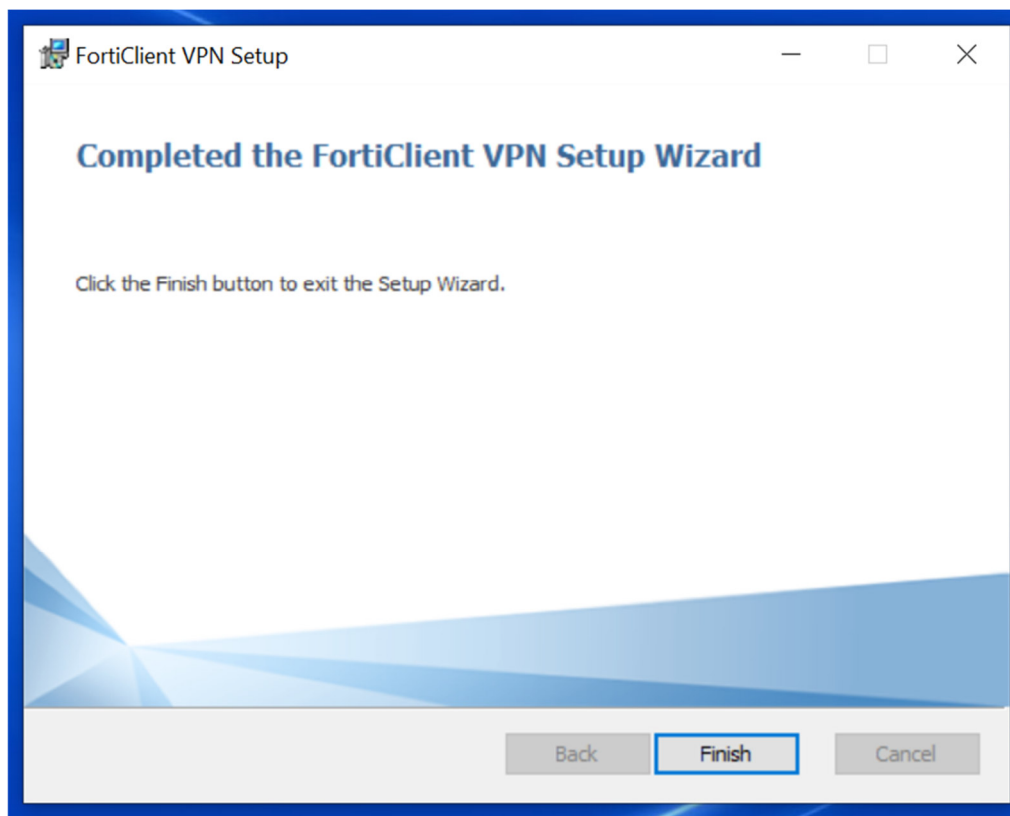 FortiClient VPN Setup
Completed the FortiClient VPN Setup Wizard
Click the Finish button to exit the Setup Wizard.
Back Finish Cancel